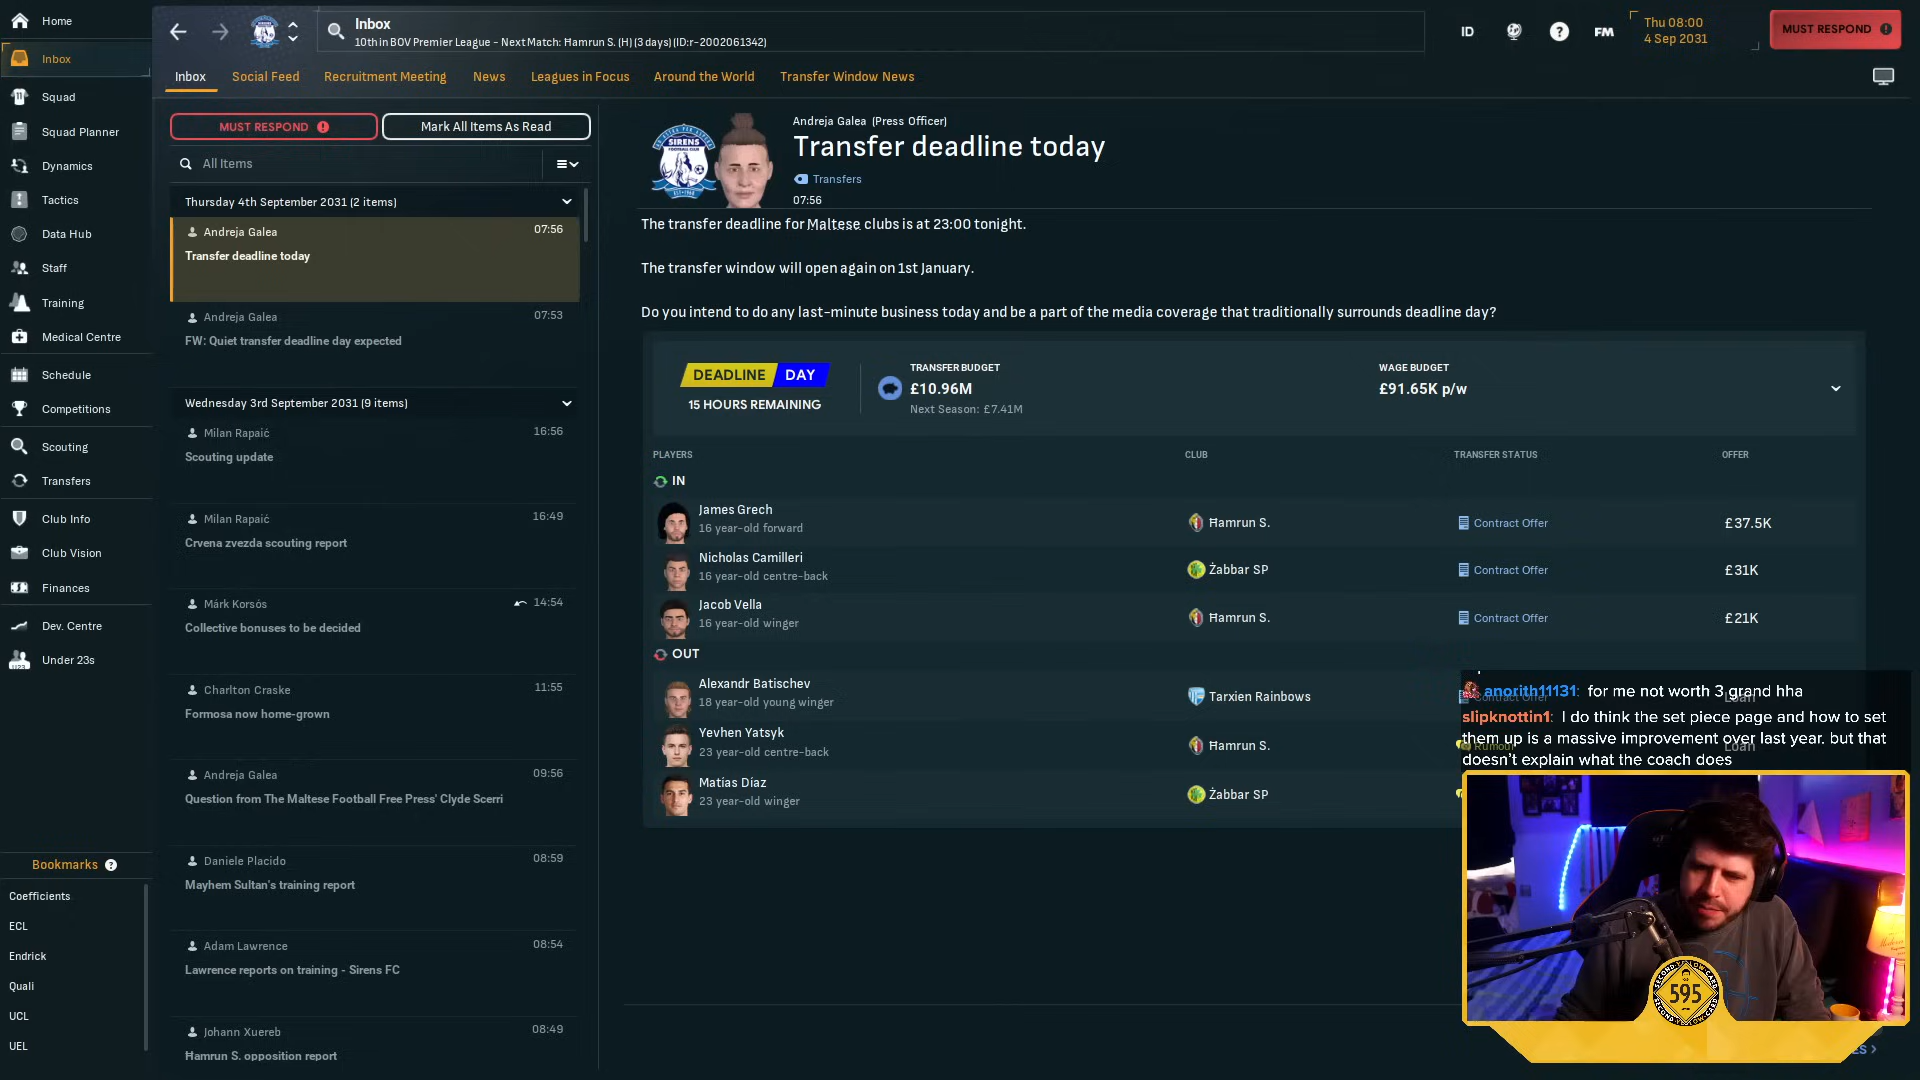 Home
Inbox
Squad
Squad Planner
Dynamics
Tactics
Data Hub
Staff
Training
Medical Centre
Schedule
Competitions
Scouting
Transfers
Club Info
Club Vision
Finances
Dev. Centre
Under 23s
Bookmarks
Coefficients
ECL
Endrick
Quali
UCL
UEL
Inbox
10th in BOV Premier League - Next Match: Ħamrun S. (H) (3 days) (ID:r-2002061342)
ID
FM
Thu 08:00
4 Sep 2031
MUST RESPOND
Inbox
Social Feed
Recruitment Meeting
News
Leagues in Focus
Around the World
Transfer Window News
MUST RESPOND
Mark All Items As Read
All Items
Thursday 4th September 2031 (2 items)
Andreja Galea 07:56
Transfer deadline today
Andreja Galea 07:53
FW: Quiet transfer deadline day expected
Wednesday 3rd September 2031 (9 items)
Milan Rapaić 16:56
Scouting update
Milan Rapaić 16:49
Crvena zvezda scouting report
Márk Korsós 14:54
Collective bonuses to be decided
Charlton Craske 11:55
Formosa now home-grown
Andreja Galea 09:56
Question from The Maltese Football Free Press' Clyde Scerri
Daniele Placido 08:59
Mayhem Sultan's training report
Adam Lawrence 08:54
Lawrence reports on training - Sirens FC
Johann Xuereb 08:49
Ħamrun S. opposition report
SIRENS
Andreja Galea (Press Officer)
Transfer deadline today
Transfers
07:56
The transfer deadline for Maltese clubs is at 23:00 tonight.
The transfer window will open again on 1st January.
Do you intend to do any last-minute business today and be a part of the media coverage that traditionally surrounds deadline day?
DEADLINE DAY
15 HOURS REMAINING
TRANSFER BUDGET
£10.96M
Next Season: £7.41M
WAGE BUDGET
£91.65K p/w
PLAYERS CLUB TRANSFER STATUS OFFER
IN
James Grech
16 year-old forward
Ħamrun S.
Contract Offer
£37.5K
Nicholas Camilleri
16 year-old centre-back
Żabbar SP
Contract Offer
£31K
Jacob Vella
16 year-old winger
Ħamrun S.
Contract Offer
£21K
OUT
Alexandr Batischev
18 year-old young winger
Tarxien Rainbows
Contract Offer
Loan
Yevhen Yatsyk
23 year-old centre-back
Ħamrun S.
Rumour
Loan
Matías Díaz
23 year-old winger
Żabbar SP
anorith11131: for me not worth 3 grand hha
slipknottin1: I do think the set piece page and how to set
them up is a massive improvement over last year. but that
doesn't explain what the coach does
SECOND YELLOW CARD
595